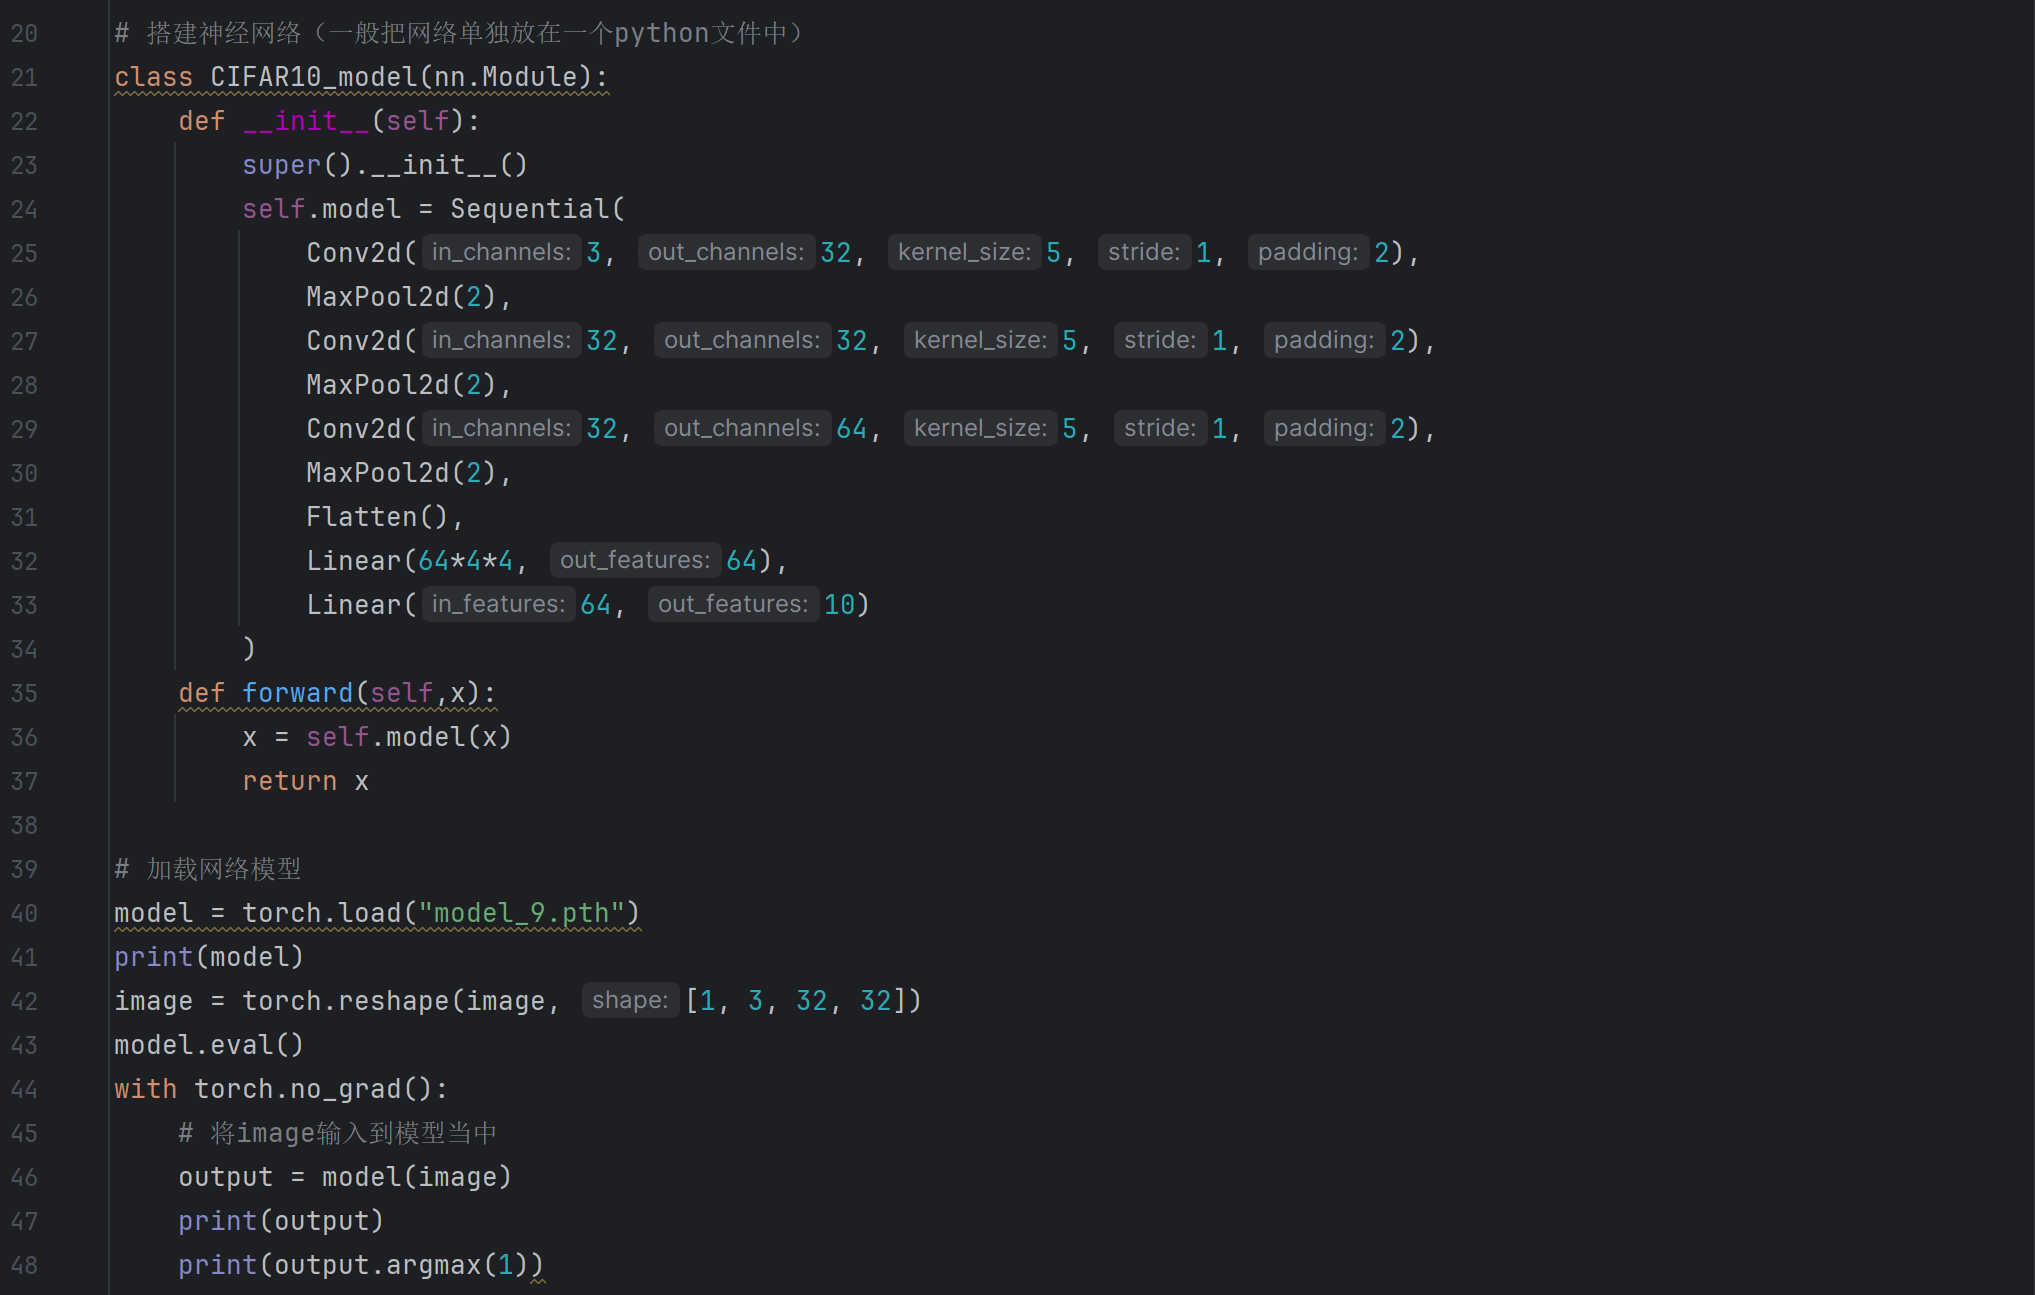 20 # 搭建神经网络（一般把网络单独放在一个python文件中）
21 class CIFAR10_model(nn.Module):
22     def __init__(self):
23         super().__init__()
24         self.model = Sequential(
25             Conv2d( in_channels: 3,  out_channels: 32,  kernel_size: 5,  stride: 1,  padding: 2),
26             MaxPool2d(2),
27             Conv2d( in_channels: 32,  out_channels: 32,  kernel_size: 5,  stride: 1,  padding: 2),
28             MaxPool2d(2),
29             Conv2d( in_channels: 32,  out_channels: 64,  kernel_size: 5,  stride: 1,  padding: 2),
30             MaxPool2d(2),
31             Flatten(),
32             Linear(64*4*4,  out_features: 64),
33             Linear( in_features: 64,  out_features: 10)
34         )
35     def forward(self,x):
36         x = self.model(x)
37         return x
38
39 # 加载网络模型
40 model = torch.load("model_9.pth")
41 print(model)
42 image = torch.reshape(image,  shape: [1, 3, 32, 32])
43 model.eval()
44 with torch.no_grad():
45     # 将image输入到模型当中
46     output = model(image)
47     print(output)
48     print(output.argmax(1))